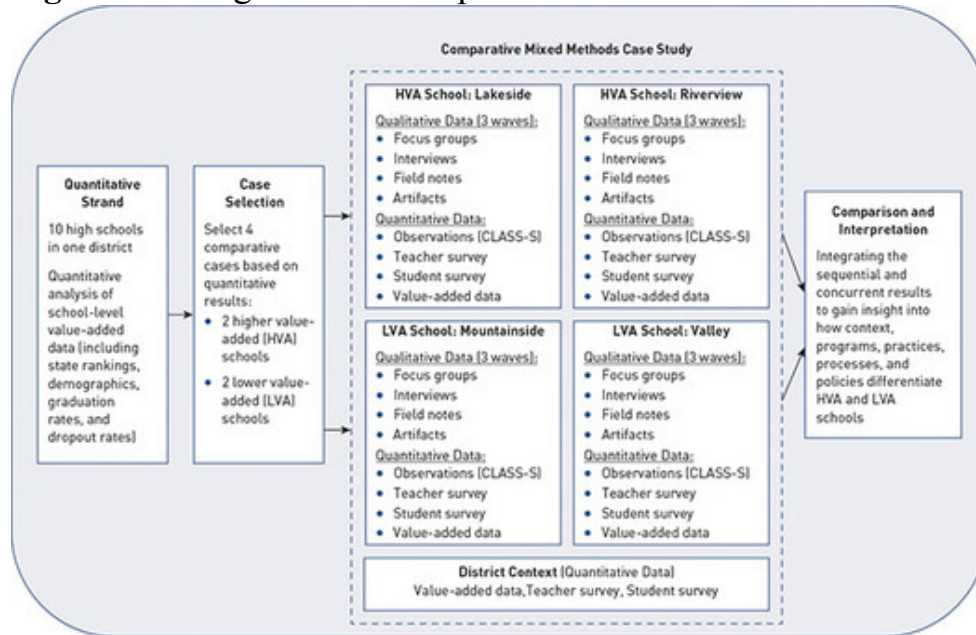 Comparative Mixed Methods Case Study
Quantitative
Strand
10 high schools
in one district
Quantitative
analysis of
school-level
value-added
data (including
state rankings,
demographics,
graduation
rates, and
dropout rates)
Case
Selection
Select 4
comparative
cases based on
quantitative
results:
• 2 higher value-
added (HVA)
schools
• 2 lower value-
added (LVA)
schools
HVA School: Lakeside
Qualitative Data (3 waves):
• Focus groups
• Interviews
• Field notes
• Artifacts
Quantitative Data:
• Observations (CLASS-S)
• Teacher survey
• Student survey
• Value-added data
HVA School: Riverview
Qualitative Data (3 waves):
• Focus groups
• Interviews
• Field notes
• Artifacts
Quantitative Data:
• Observations (CLASS-S)
• Teacher survey
• Student survey
• Value-added data
LVA School: Mountainside
Qualitative Data (3 waves):
• Focus groups
• Interviews
• Field notes
• Artifacts
Quantitative Data:
• Observations (CLASS-S)
• Teacher survey
• Student survey
• Value-added data
LVA School: Valley
Qualitative Data (3 waves):
• Focus groups
• Interviews
• Field notes
• Artifacts
Quantitative Data:
• Observations (CLASS-S)
• Teacher survey
• Student survey
• Value-added data
District Context (Quantitative Data)
Value-added data,Teacher survey, Student survey
Comparison and
Interpretation
Integrating the
sequential and
concurrent results
to gain insight into
how context,
programs, practices,
processes, and
policies differentiate
HVA and LVA
schools